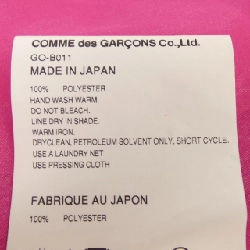 COMME des GARÇONS Co.,Ltd.
GO-B011
MADE IN JAPAN
100% POLYESTER
HAND WASH WARM.
DO NOT BLEACH.
LINE DRY IN SHADE.
WARM IRON.
DRYCLEAN, PETROLEUM SOLVENT ONLY, SHORT CYCLE.
USE A LAUNDRY NET
USE PRESSING CLOTH
FABRIQUE AU JAPON
100% POLYESTER